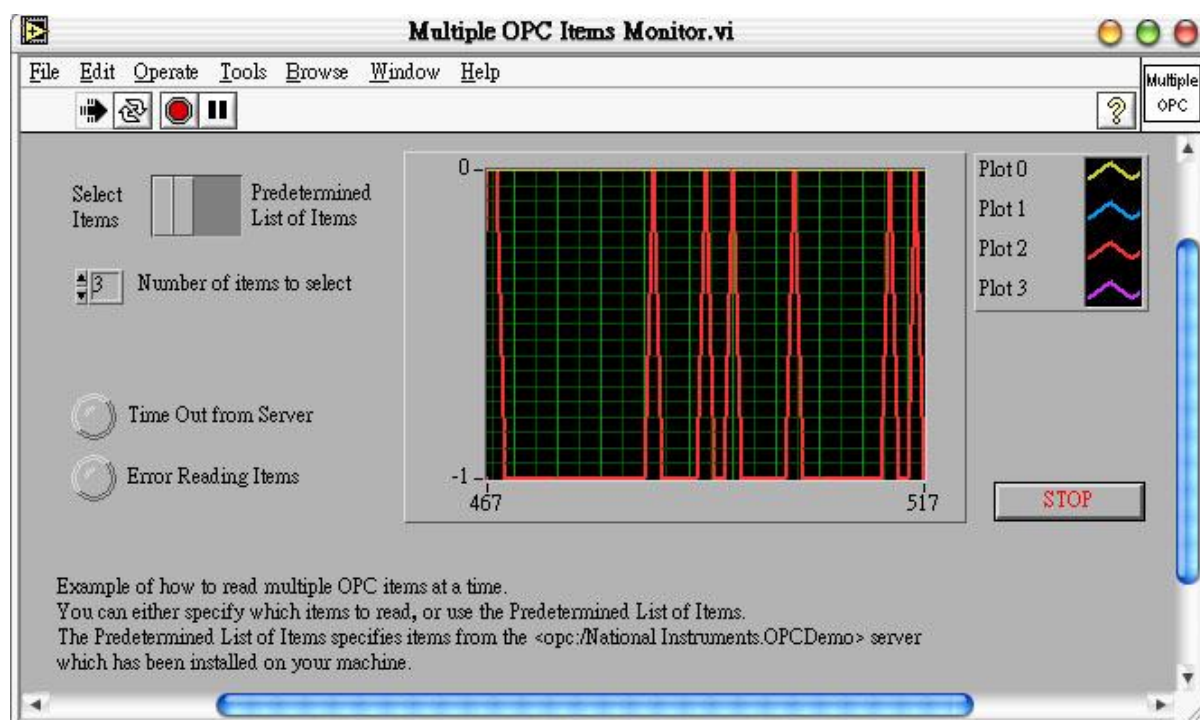 Multiple OPC Items Monitor.vi
File Edit Operate Tools Browse Window Help
Multiple
OPC
?
Select
Items
Predetermined
List of Items
3
Number of items to select
Time Out from Server
Error Reading Items
0
-1
467
517
Plot 0
Plot 1
Plot 2
Plot 3
STOP
Example of how to read multiple OPC items at a time.
You can either specify which items to read, or use the Predetermined List of Items.
The Predetermined List of Items specifies items from the <opc:/National Instruments.OPCDemo> server
which has been installed on your machine.